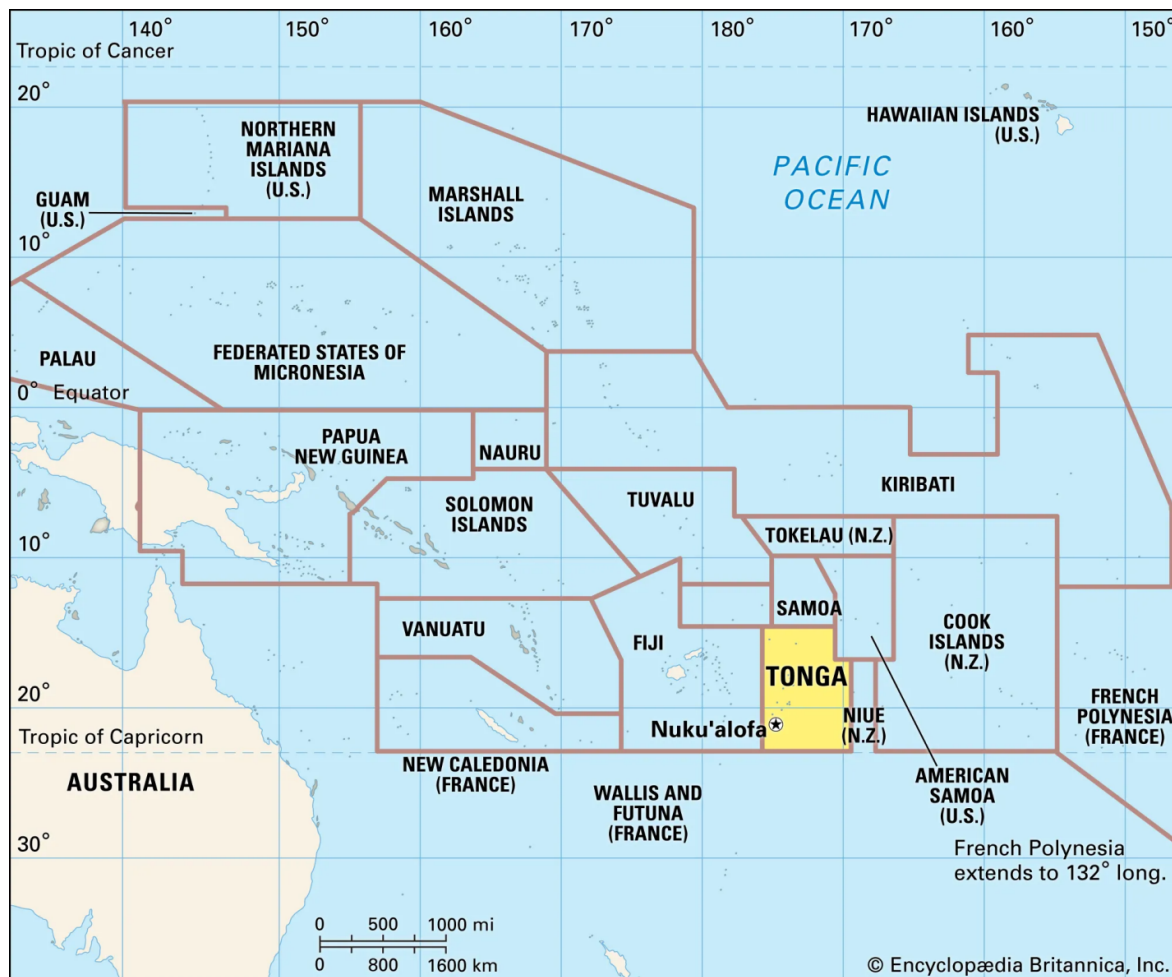 140°
150°
160°
170°
180°
170°
160°
150°
Tropic of Cancer
20°
HAWAIIAN ISLANDS
(U.S.)
NORTHERN
MARIANA
ISLANDS
(U.S.)
PACIFIC
OCEAN
GUAM
(U.S.)
MARSHALL
ISLANDS
10°
PALAU
FEDERATED STATES OF
MICRONESIA
0° Equator
PAPUA
NEW GUINEA
NAURU
KIRIBATI
SOLOMON
ISLANDS
TUVALU
TOKELAU (N.Z.)
10°
SAMOA
VANUATU
FIJI
COOK
ISLANDS
(N.Z.)
TONGA
20°
Nuku'alofa
NIUE
(N.Z.)
FRENCH
POLYNESIA
(FRANCE)
Tropic of Capricorn
AUSTRALIA
NEW CALEDONIA
(FRANCE)
WALLIS AND
FUTUNA
(FRANCE)
AMERICAN
SAMOA
(U.S.)
30°
French Polynesia
extends to 132° long.
0 500 1000 mi
0 800 1600 km
© Encyclopædia Britannica, Inc.